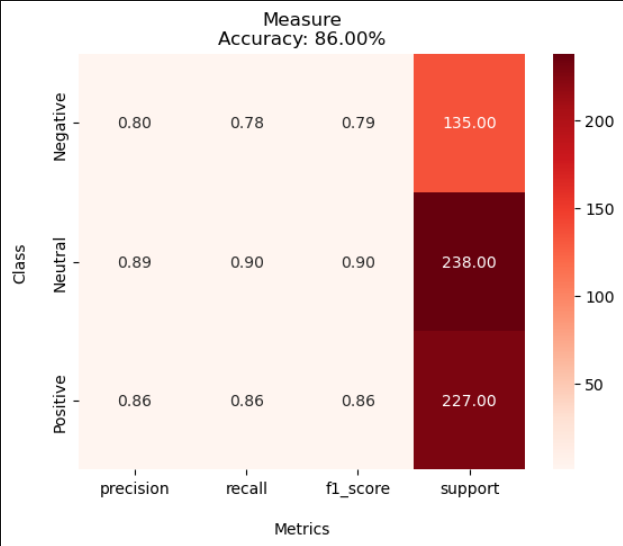 Measure
Accuracy: 86.00%
Negative 0.80 0.78 0.79 135.00
Neutral 0.89 0.90 0.90 238.00
Positive 0.86 0.86 0.86 227.00
Class
precision recall f1_score support
Metrics
200
150
100
50